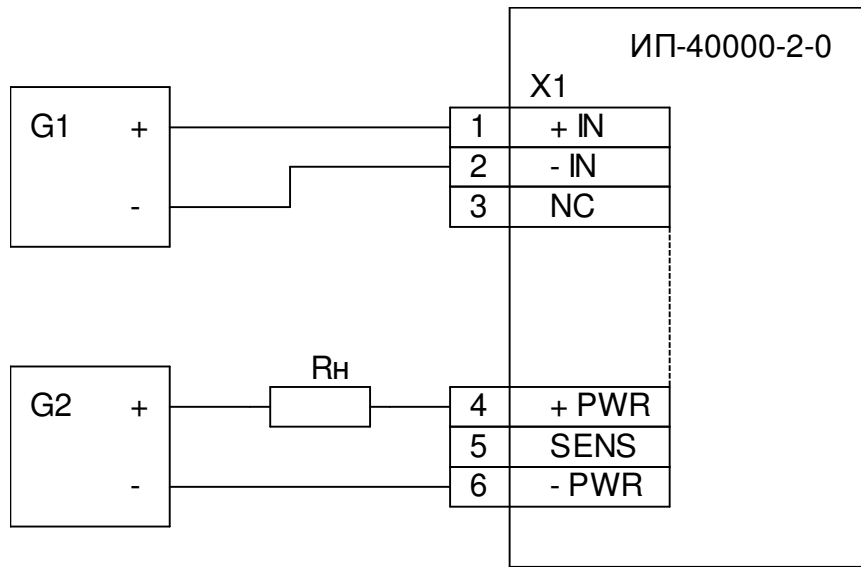 ИП-40000-2-0
X1
G1 +
-
1 + IN
2 - IN
3 NC
Rн
G2 +
-
4 + PWR
5 SENS
6 - PWR